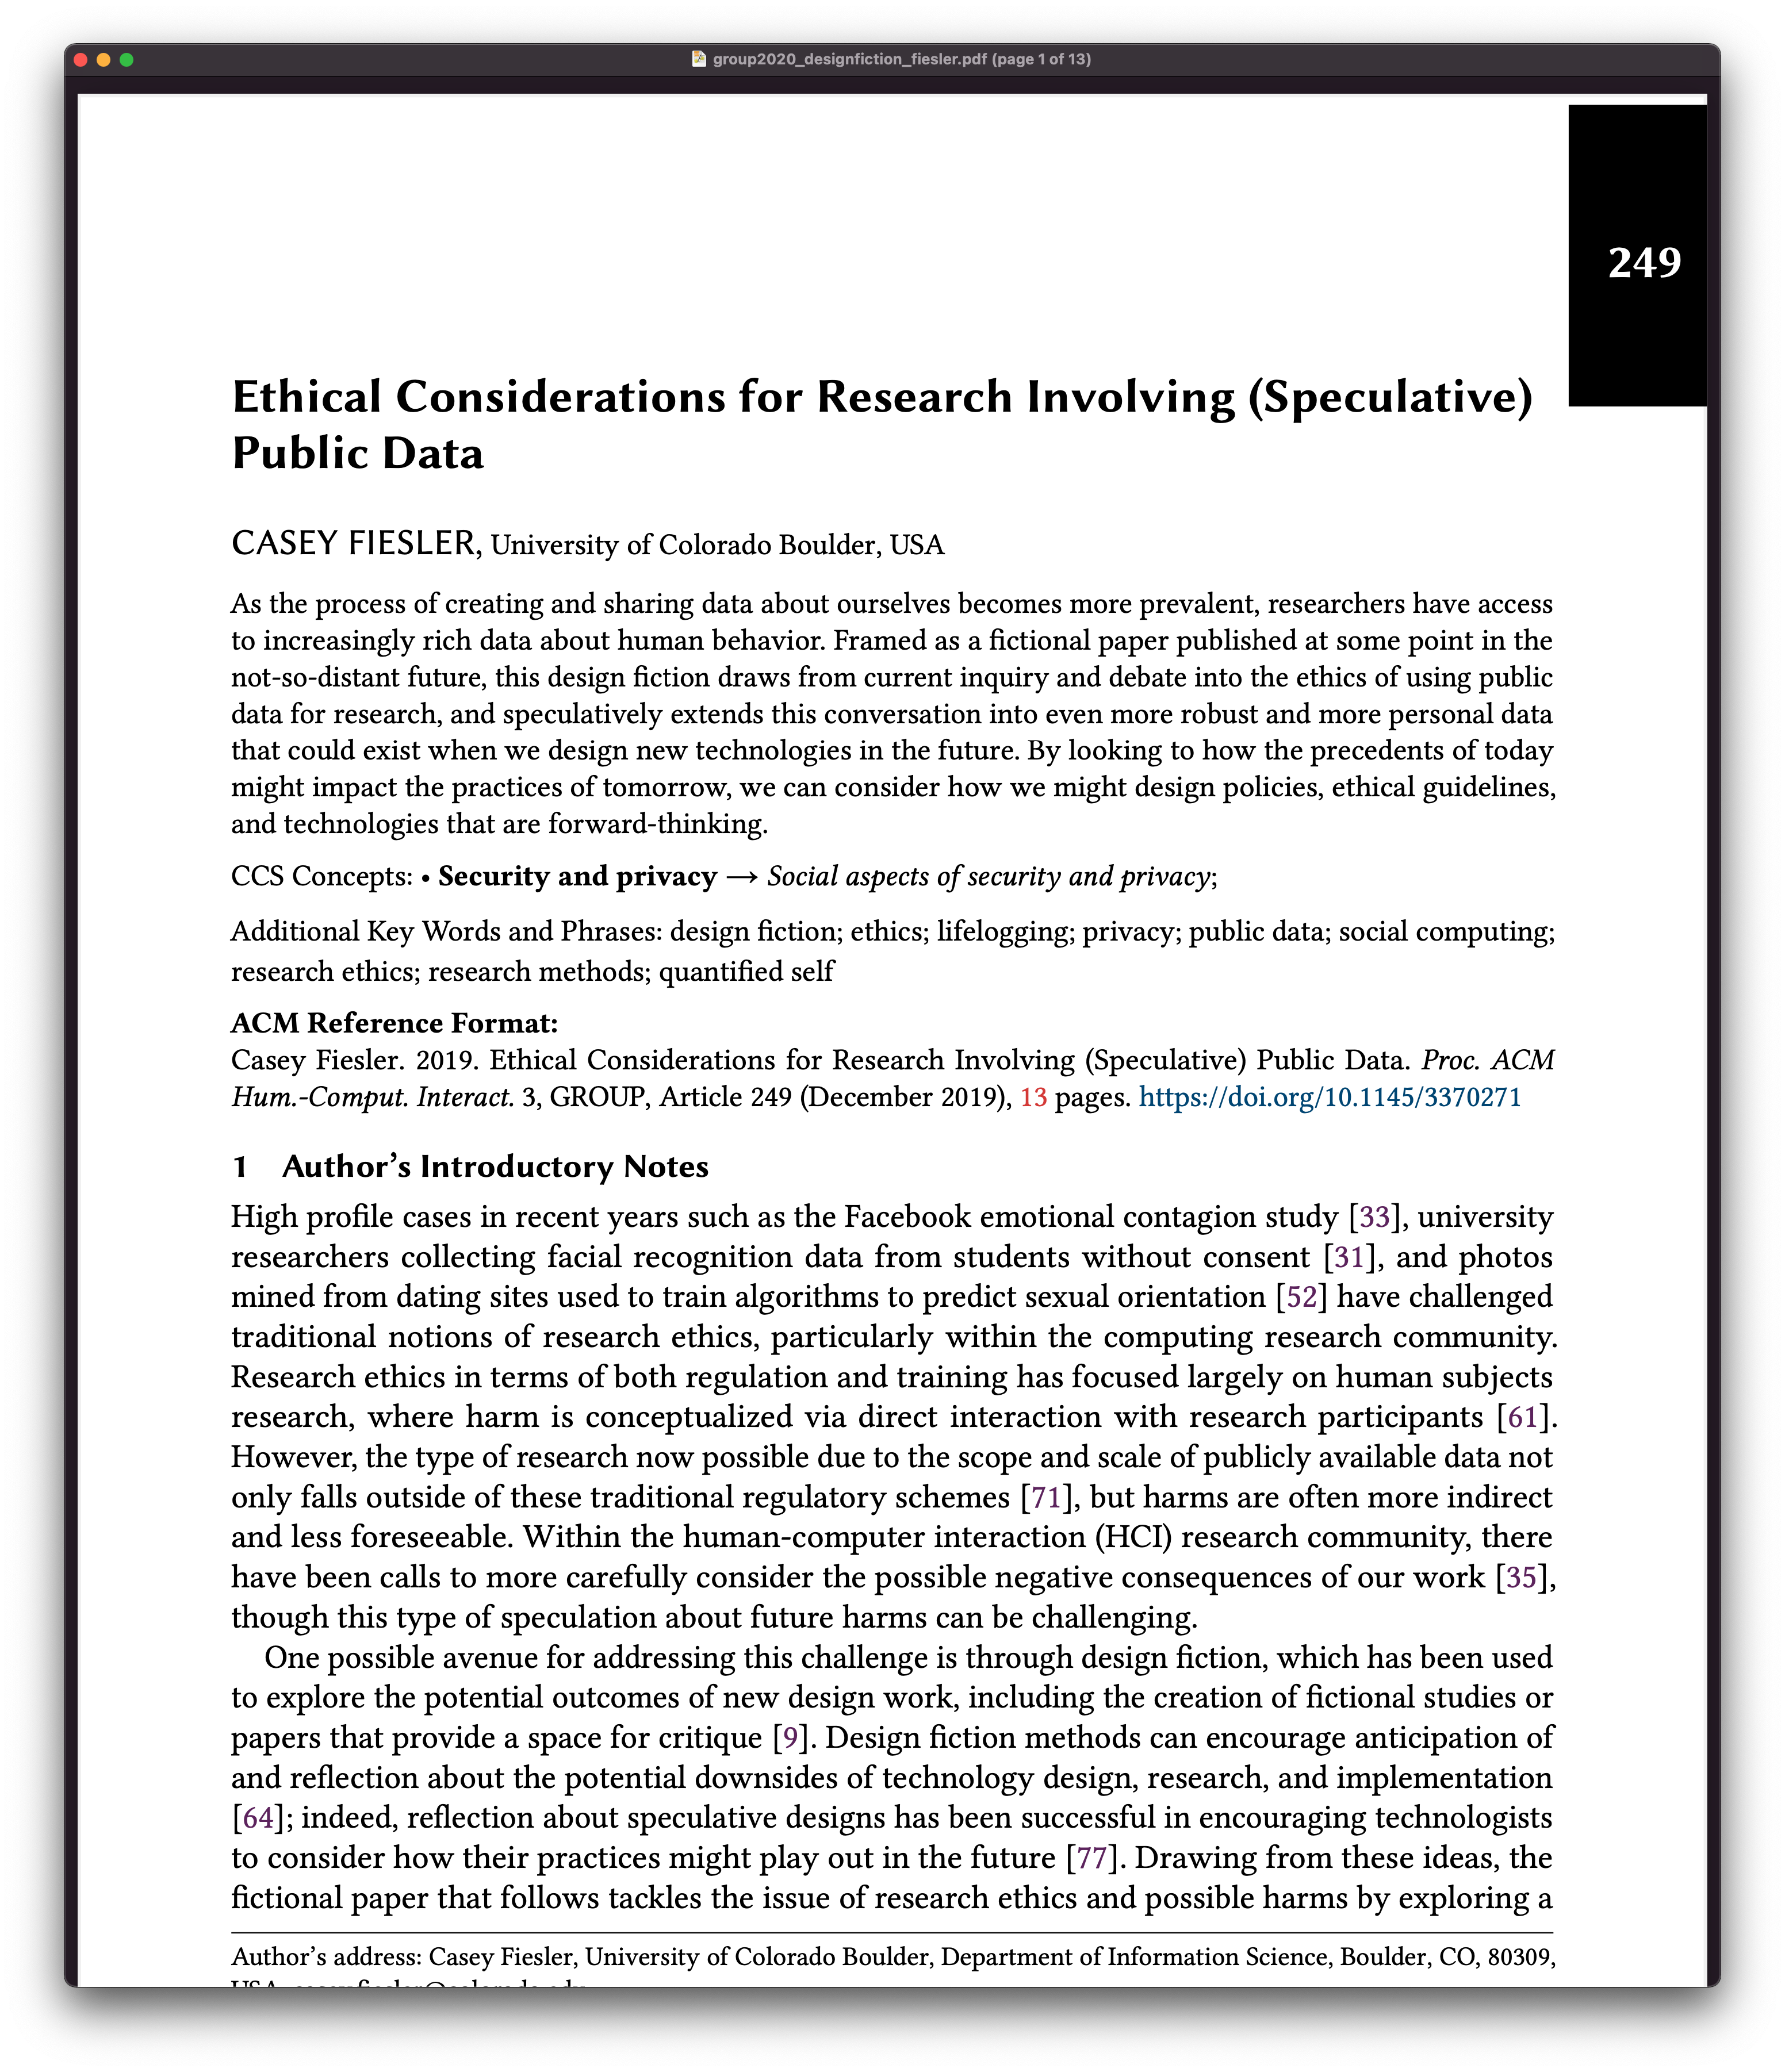 group2020_designfiction_fiesler.pdf (page 1 of 13)
249
Ethical Considerations for Research Involving (Speculative)
Public Data
CASEY FIESLER, University of Colorado Boulder, USA
As the process of creating and sharing data about ourselves becomes more prevalent, researchers have access
to increasingly rich data about human behavior. Framed as a fictional paper published at some point in the
not-so-distant future, this design fiction draws from current inquiry and debate into the ethics of using public
data for research, and speculatively extends this conversation into even more robust and more personal data
that could exist when we design new technologies in the future. By looking to how the precedents of today
might impact the practices of tomorrow, we can consider how we might design policies, ethical guidelines,
and technologies that are forward-thinking.
CCS Concepts: • Security and privacy → Social aspects of security and privacy;
Additional Key Words and Phrases: design fiction; ethics; lifelogging; privacy; public data; social computing;
research ethics; research methods; quantified self
ACM Reference Format:
Casey Fiesler. 2019. Ethical Considerations for Research Involving (Speculative) Public Data. Proc. ACM
Hum.-Comput. Interact. 3, GROUP, Article 249 (December 2019), 13 pages. https://doi.org/10.1145/3370271
1 Author's Introductory Notes
High profile cases in recent years such as the Facebook emotional contagion study [33], university
researchers collecting facial recognition data from students without consent [31], and photos
mined from dating sites used to train algorithms to predict sexual orientation [52] have challenged
traditional notions of research ethics, particularly within the computing research community.
Research ethics in terms of both regulation and training has focused largely on human subjects
research, where harm is conceptualized via direct interaction with research participants [61].
However, the type of research now possible due to the scope and scale of publicly available data not
only falls outside of these traditional regulatory schemes [71], but harms are often more indirect
and less foreseeable. Within the human-computer interaction (HCI) research community, there
have been calls to more carefully consider the possible negative consequences of our work [35],
though this type of speculation about future harms can be challenging.
One possible avenue for addressing this challenge is through design fiction, which has been used
to explore the potential outcomes of new design work, including the creation of fictional studies or
papers that provide a space for critique [9]. Design fiction methods can encourage anticipation of
and reflection about the potential downsides of technology design, research, and implementation
[64]; indeed, reflection about speculative designs has been successful in encouraging technologists
to consider how their practices might play out in the future [77]. Drawing from these ideas, the
fictional paper that follows tackles the issue of research ethics and possible harms by exploring a
Author's address: Casey Fiesler, University of Colorado Boulder, Department of Information Science, Boulder, CO, 80309,